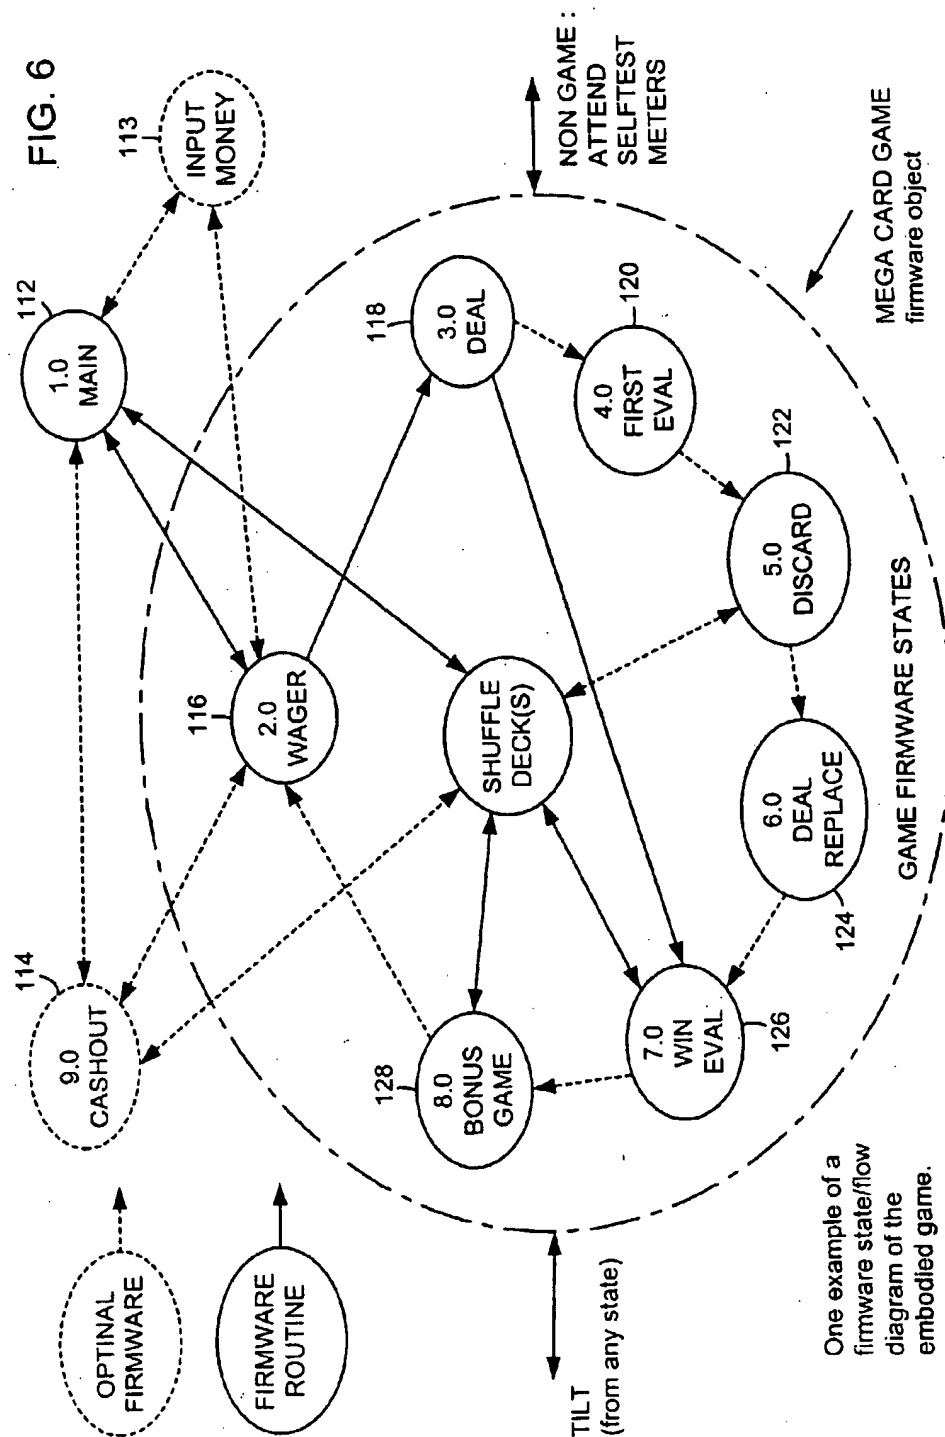 FIG. 6
OPTINAL
FIRMWARE
FIRMWARE
ROUTINE
114
9.0
CASHOUT
112
1.0
MAIN
113
INPUT
MONEY
116
2.0
WAGER
118
3.0
DEAL
120
4.0
FIRST
EVAL
122
5.0
DISCARD
SHUFFLE
DECK(S)
128
8.0
BONUS
GAME
7.0
WIN
EVAL
126
6.0
DEAL
REPLACE
124
GAME FIRMWARE STATES
TILT
(from any state)
NON GAME :
ATTEND
SELFTEST
METERS
MEGA CARD GAME
firmware object
One example of a
firmware state/flow
diagram of the
embodied game.